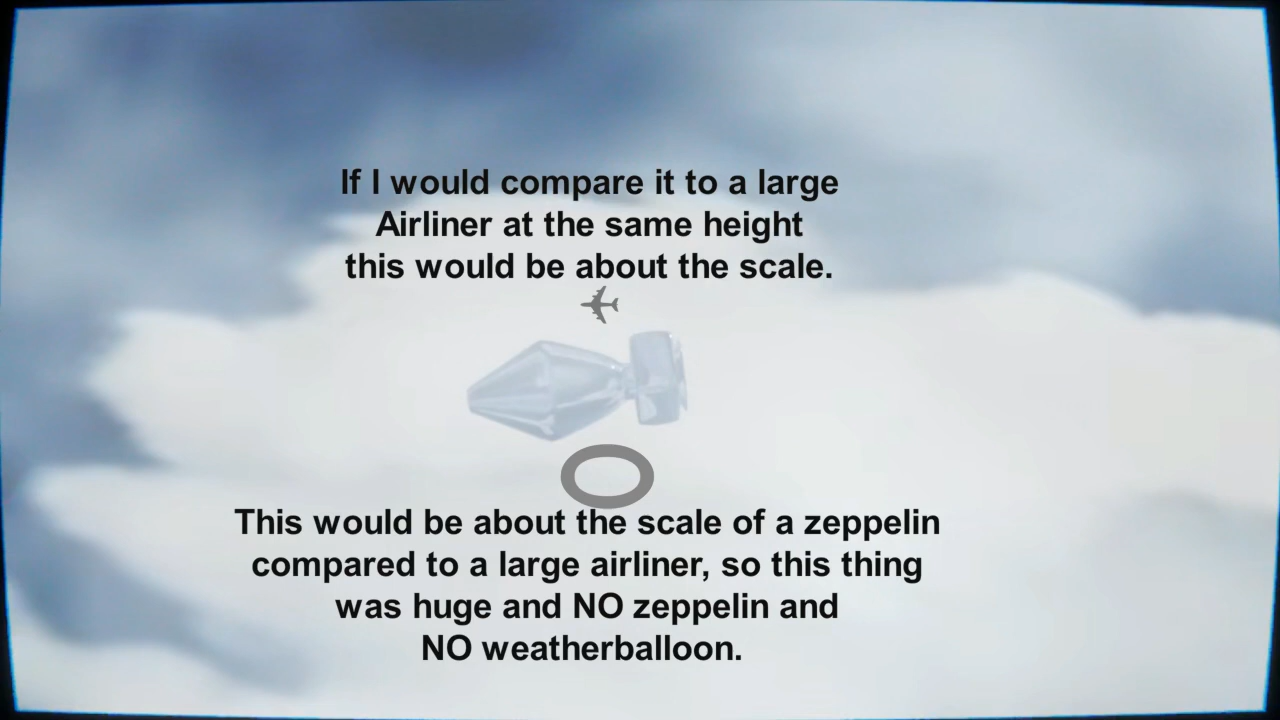 If I would compare it to a large
Airliner at the same height
this would be about the scale.
This would be about the scale of a zeppelin
compared to a large airliner, so this thing
was huge and NO zeppelin and
NO weatherballoon.